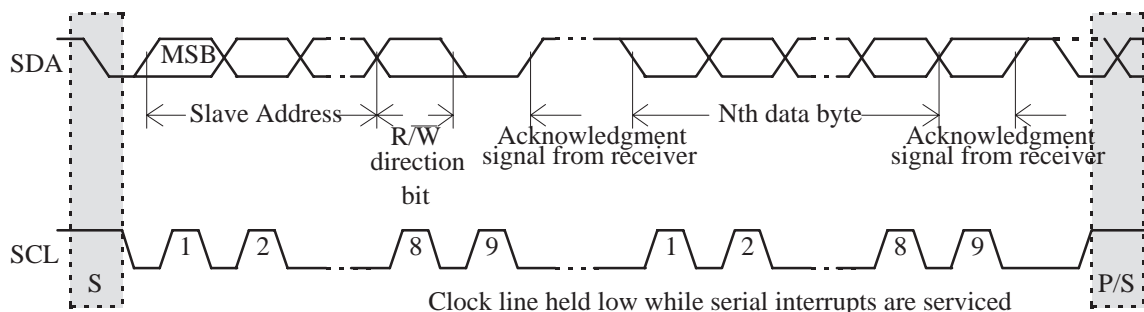 SDA
MSB
Slave Address
R/W
direction
bit
Acknowledgment
signal from receiver
Nth data byte
Acknowledgment
signal from receiver
SCL
1
2
8
9
1
2
8
9
S
P/S
Clock line held low while serial interrupts are serviced